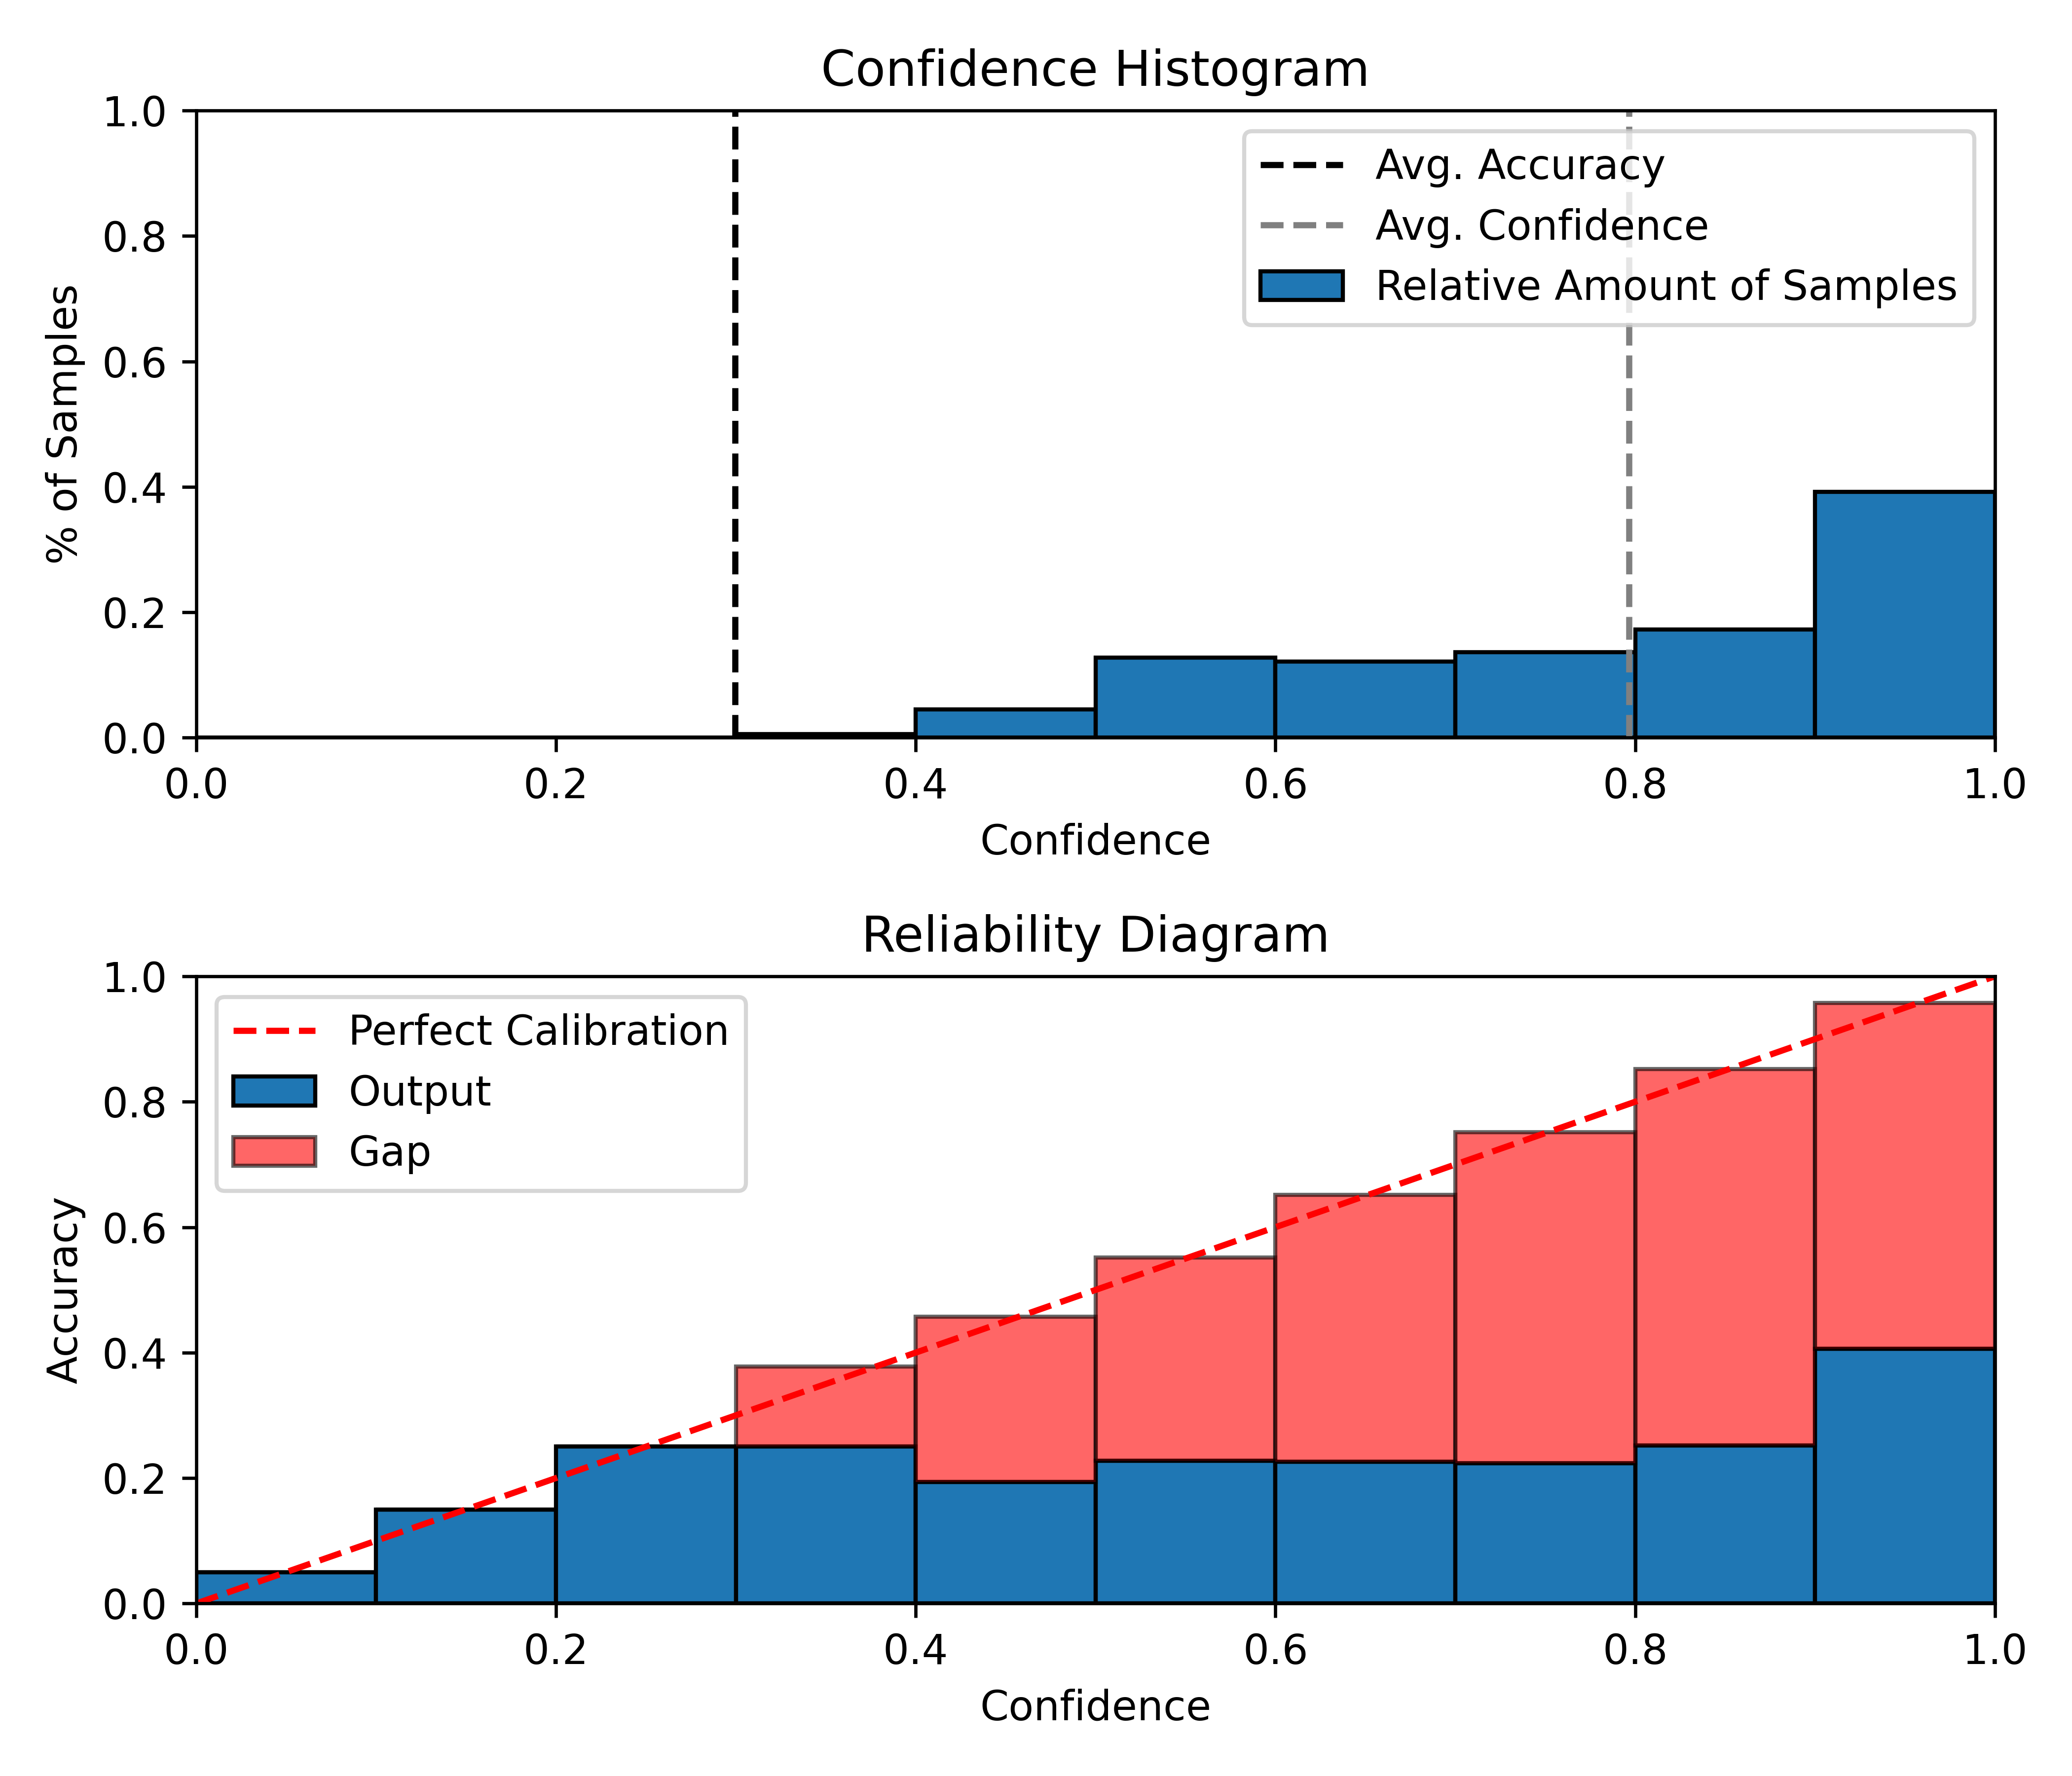 Confidence Histogram
1.0
0.8
0.6
0.4
0.2
0.0
% of Samples
Avg. Accuracy
Avg. Confidence
Relative Amount of Samples
0.0 0.2 0.4 0.6 0.8 1.0
Confidence
Reliability Diagram
1.0
0.8
0.6
0.4
0.2
0.0
Accuracy
Perfect Calibration
Output
Gap
0.0 0.2 0.4 0.6 0.8 1.0
Confidence